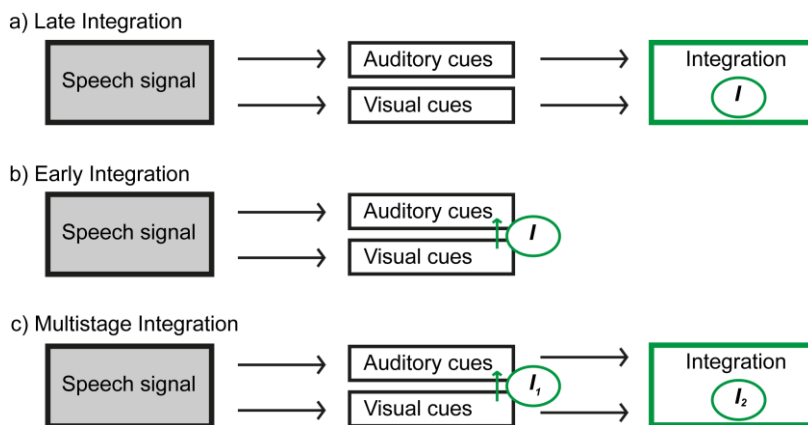 a) Late Integration
Speech signal
Auditory cues
Visual cues
Integration
I
b) Early Integration
Speech signal
Auditory cues
Visual cues
I
c) Multistage Integration
Speech signal
Auditory cues
Visual cues
I₁
Integration
I₂